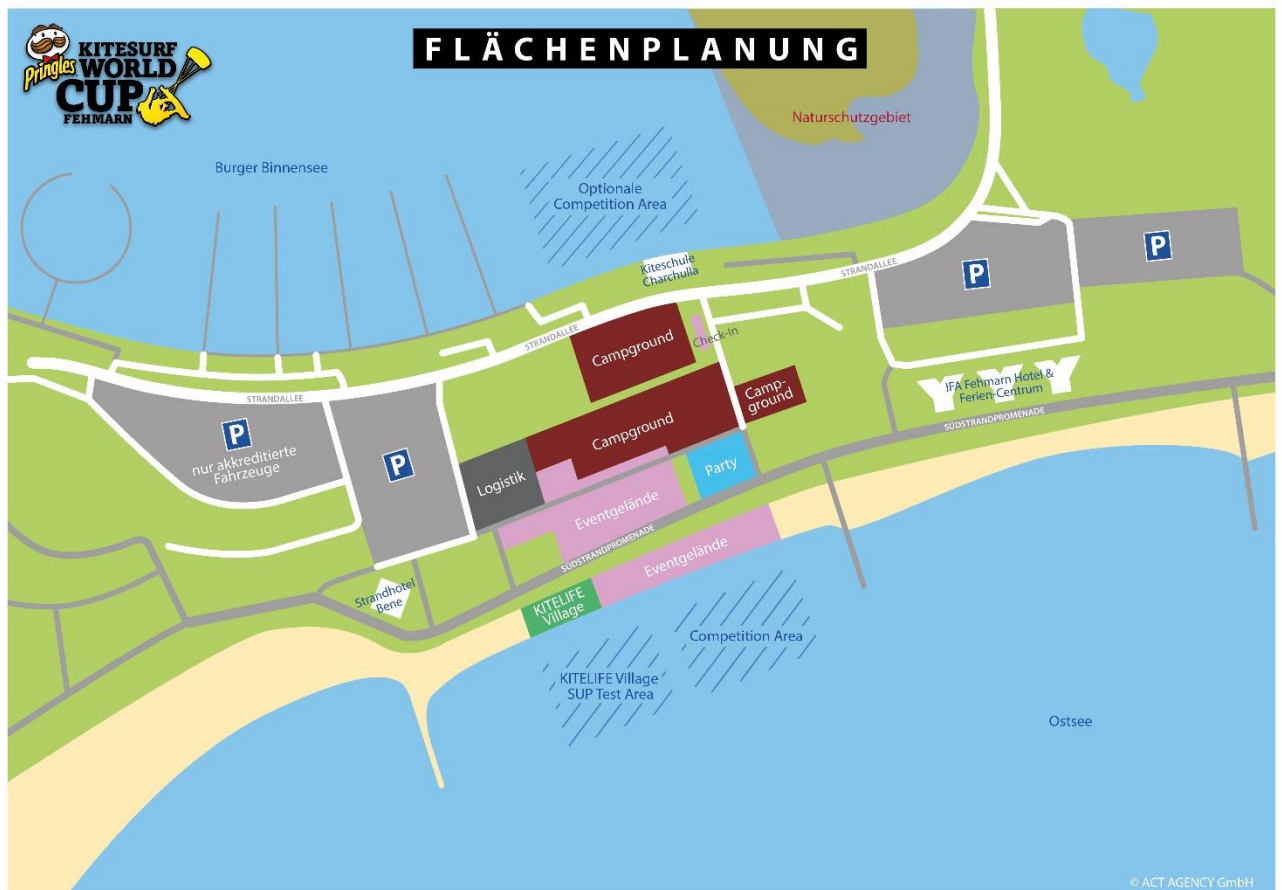 FLÄCHENPLANUNG
Pringles
KITESURF
WORLD
CUP
FEHMARN
Naturschutzgebiet
Burger Binnensee
Optionale
Competition Area
Kiteschule
Charchulla
STRANDALLEE
P
P
STRANDALLEE
Check-In
Campground
IFA Fehmarn Hotel &
Ferien-Centrum
Camp-
ground
STRANDALLEE
SÜDSTRANDPROMENADE
Campground
P
nur akkreditierte
Fahrzeuge
P
Logistik
Party
Eventgelände
SÜDSTRANDPROMENADE
Eventgelände
Strandhotel
Bene
KITELIFE
Village
Competition Area
KITELIFE Village
SUP Test Area
Ostsee
© ACT AGENCY GmbH